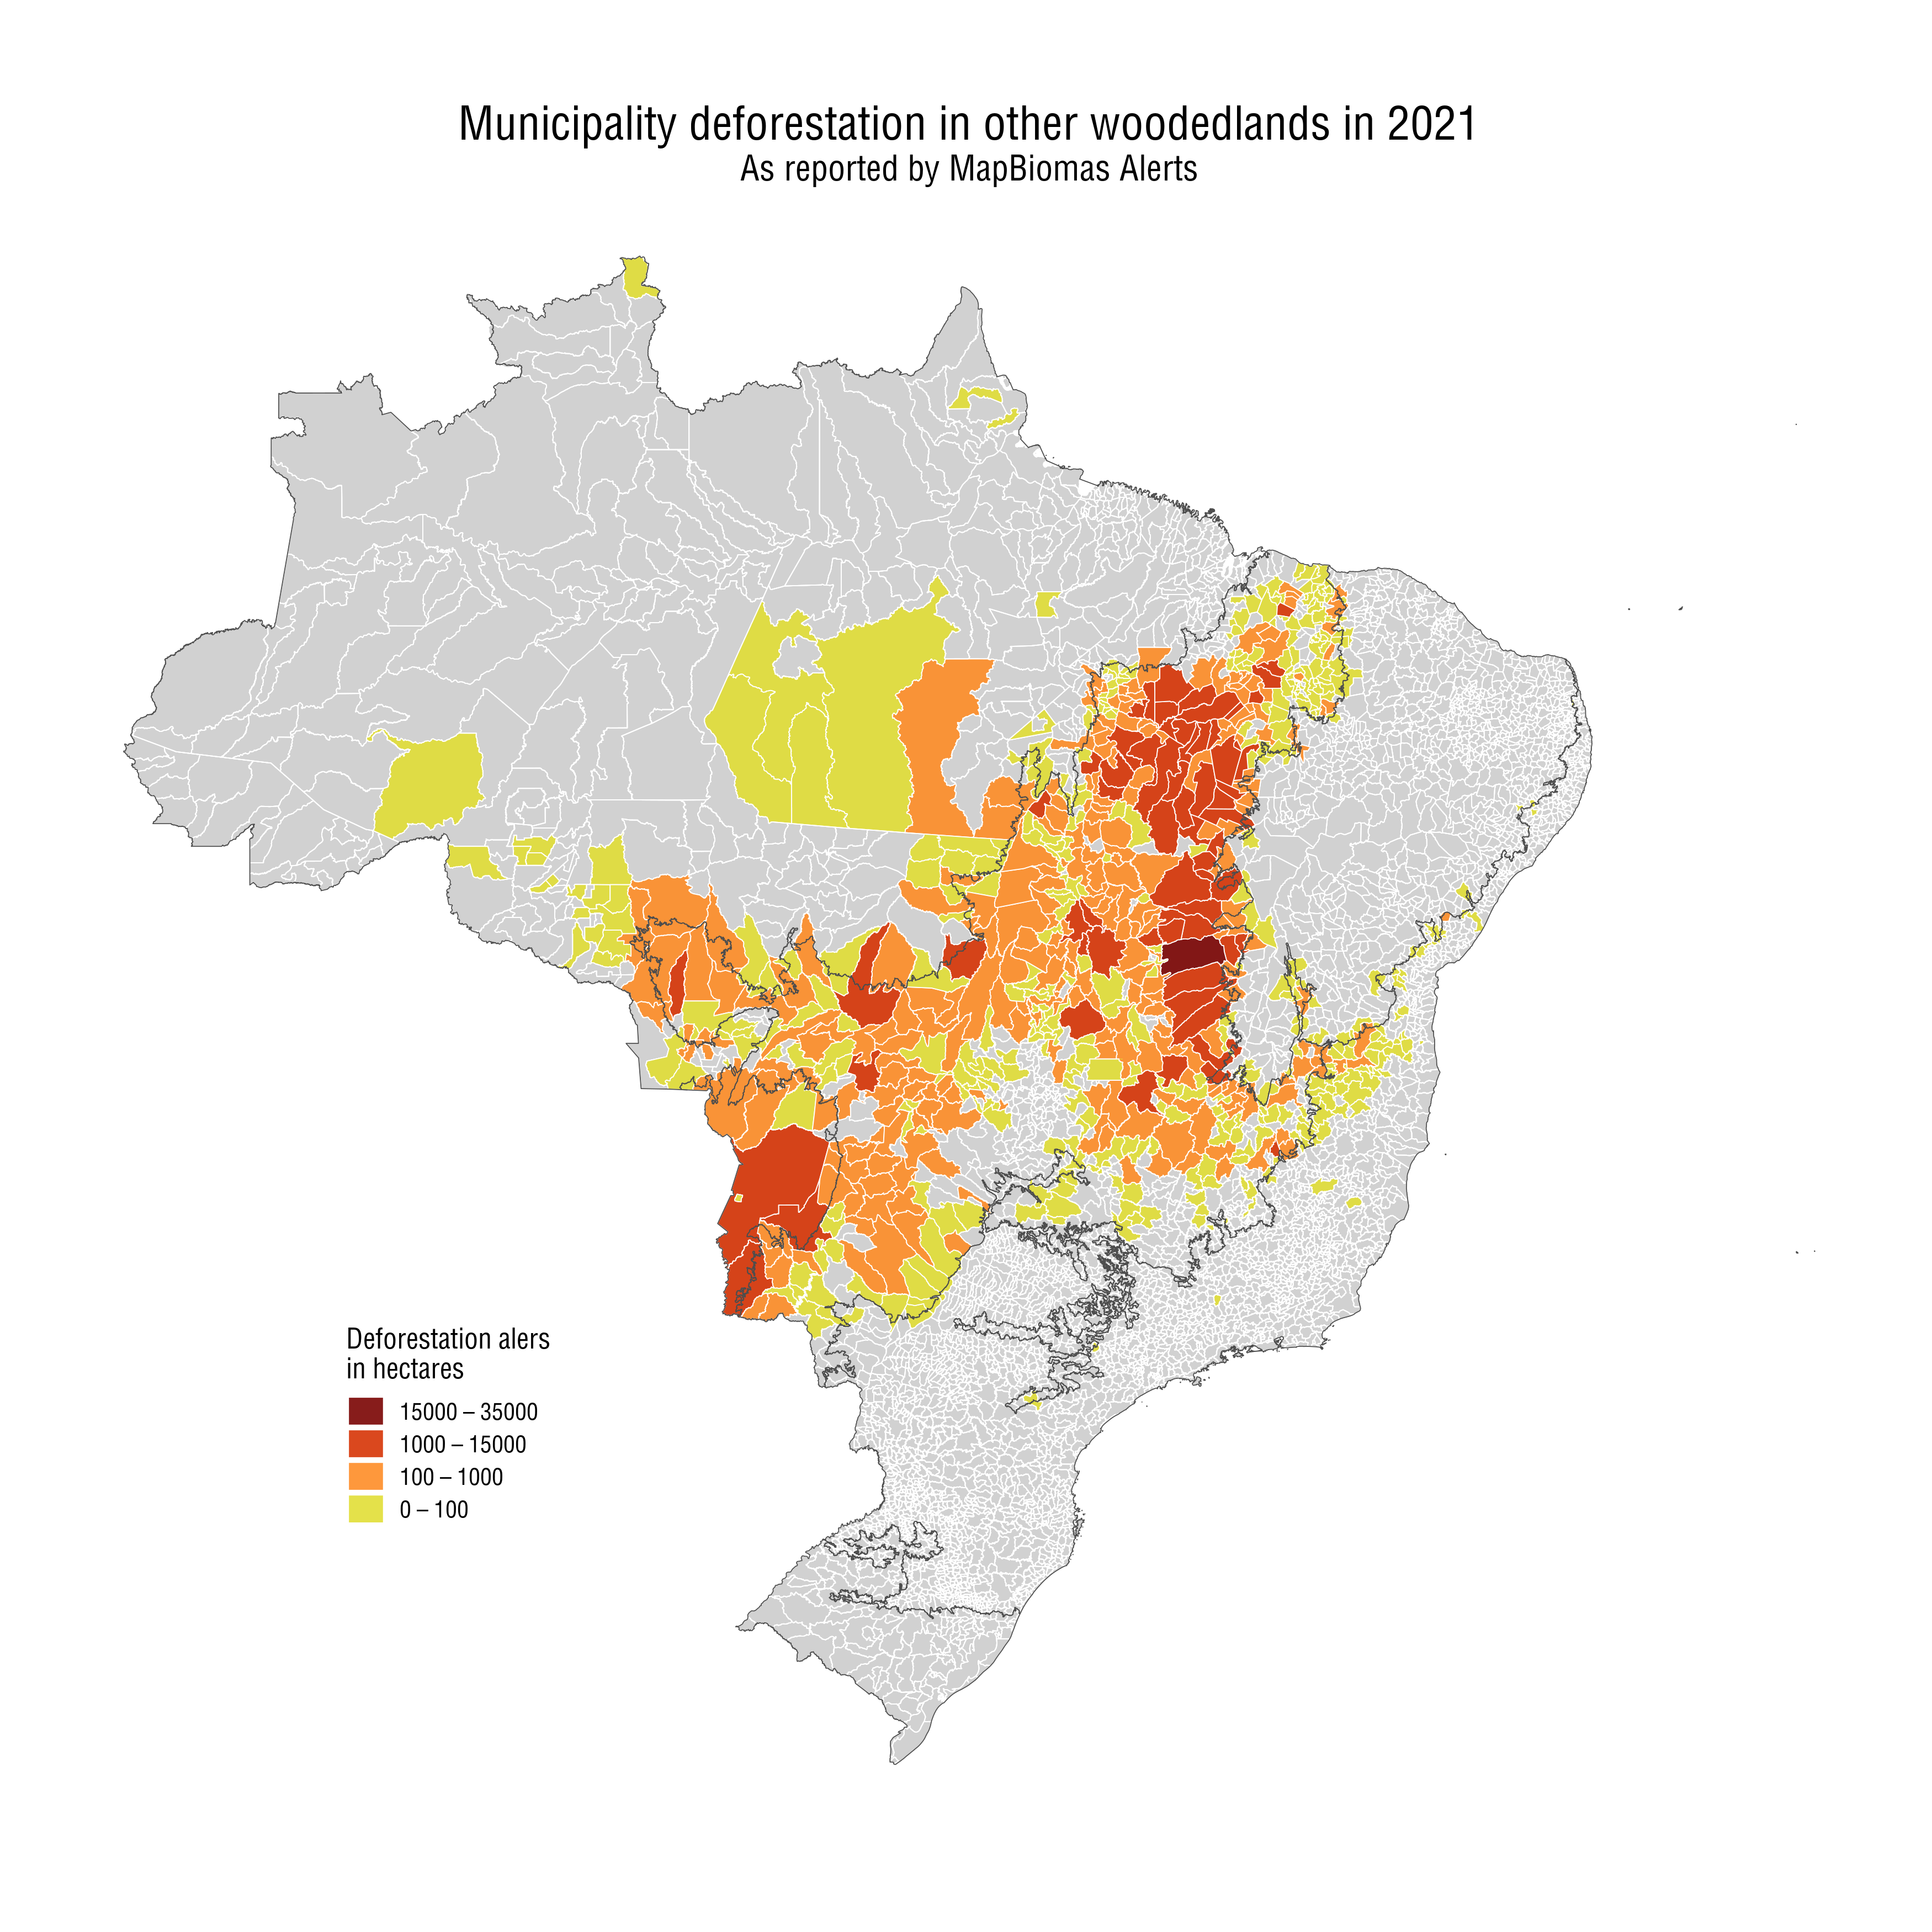 Municipality deforestation in other woodedlands in 2021
As reported by MapBiomas Alerts
Deforestation alers
in hectares
15000 – 35000
1000 – 15000
100 – 1000
0 – 100